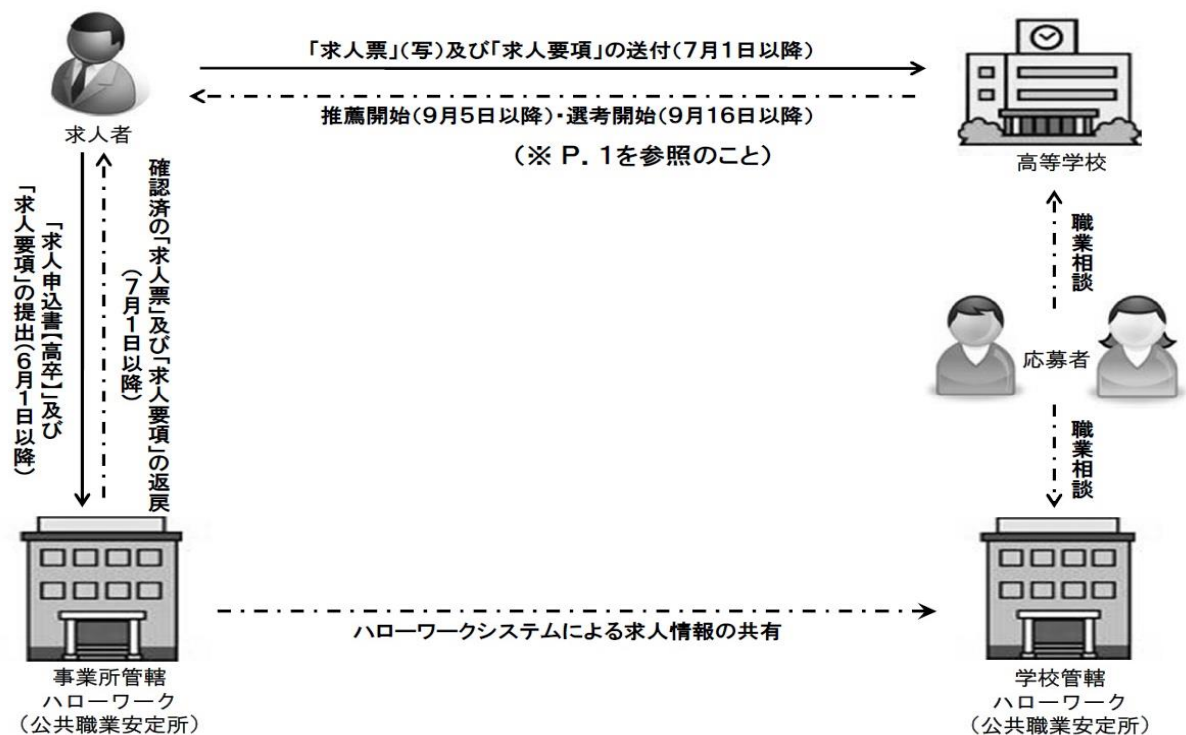 「求人票」(写)及び「求人要項」の送付(7月1日以降)
推薦開始(9月5日以降)・選考開始(9月16日以降)
(※ P. 1を参照のこと)
求人者
高等学校
「求人申込書【高卒】」及び
「求人要項」の提出(6月1日以降)
確認済の「求人票」及び「求人要項」の返戻
(7月1日以降)
職業相談
応募者
職業相談
ハローワークシステムによる求人情報の共有
事業所管轄
ハローワーク
(公共職業安定所)
学校管轄
ハローワーク
(公共職業安定所)